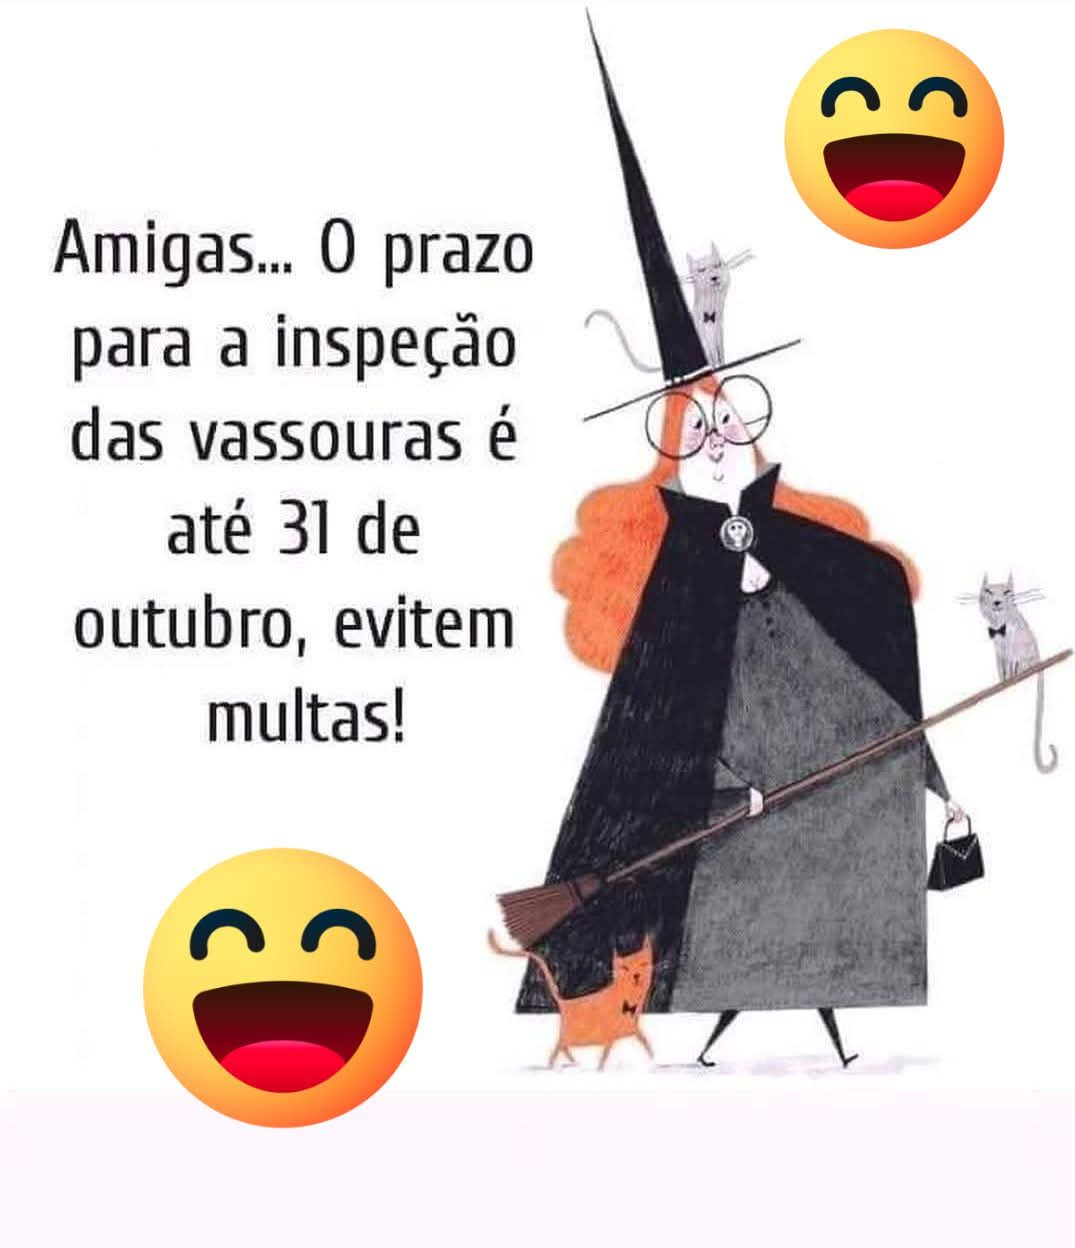 Amigas... O prazo
para a inspeção
das vassouras é
até 31 de
outubro, evitem
multas!